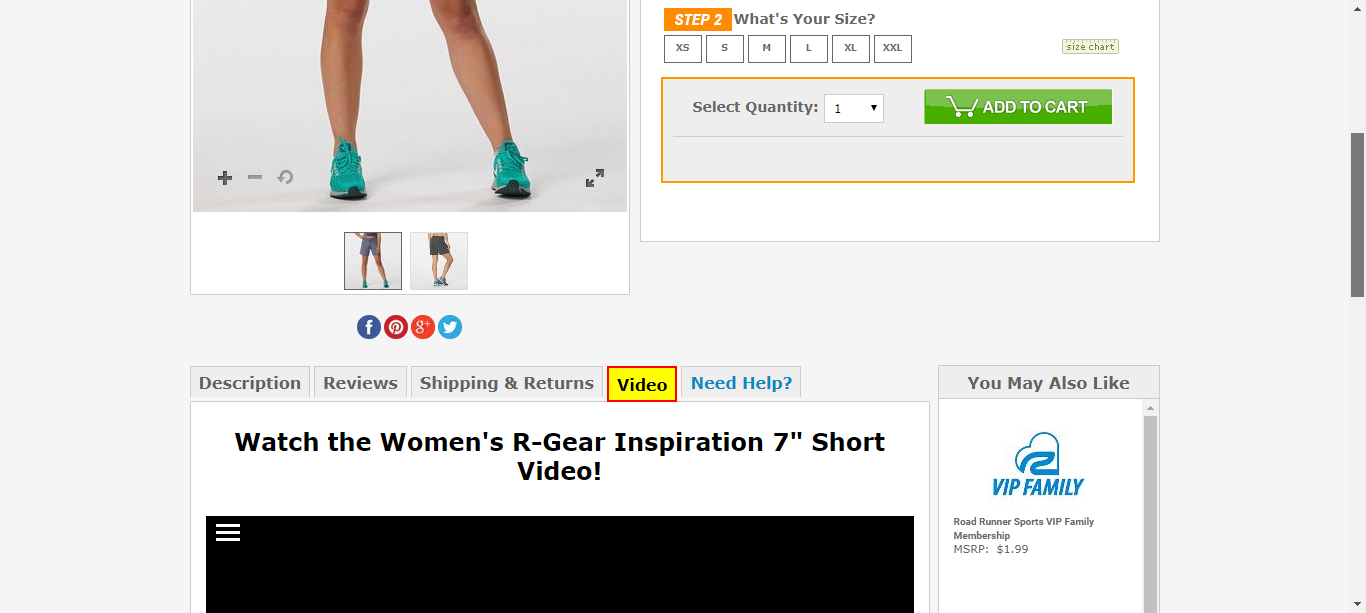 STEP 2 What's Your Size?
XS S M L XL XXL
size chart
Select Quantity: 1 ADD TO CART
f g+
Description Reviews Shipping & Returns Video Need Help?
You May Also Like
Watch the Women's R-Gear Inspiration 7" Short
Video!
VIP FAMILY
Road Runner Sports VIP Family
Membership
MSRP: $1.99